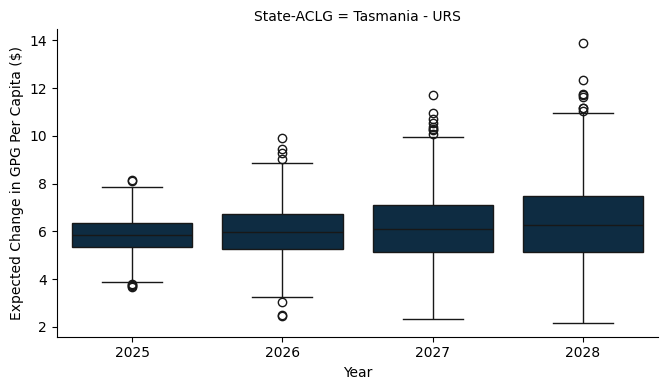 State-ACLG = Tasmania - URS
Expected Change in GPG Per Capita ($)
14
12
10
8
6
4
2
2025 2026 2027 2028
Year